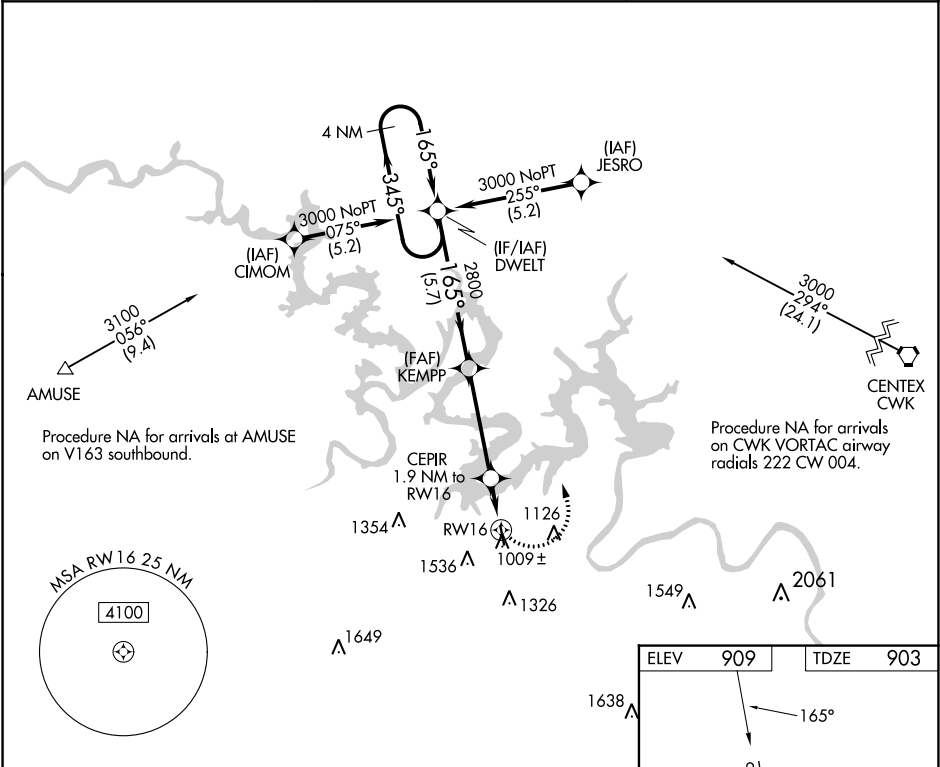 4 NM
165°
345°
(IAF)
JESRO
3000 NoPT
255°
(5.2)
3000 NoPT
075°
(5.2)
(IAF)
CIMOM
(IF/IAF)
DWELT
2800
165°
(5.7)
3100
056°
(9.4)
AMUSE
3000
294°
(24.1)
CENTEX
CWK
(FAF)
KEMPP
Procedure NA for arrivals at AMUSE
on V163 southbound.
Procedure NA for arrivals
on CWK VORTAC airway
radials 222 CW 004.
CEPIR
1.9 NM to
RW16
1354
RW16
1126
1536
1009 ±
1326
1549
2061
MSA RW16 25 NM
4100
1649
ELEV 909
TDZE 903
1638
165°